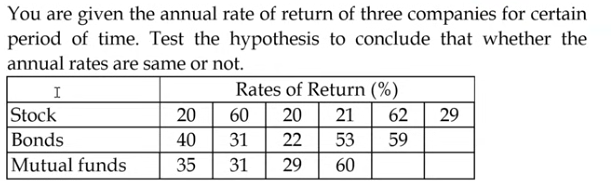 You are given the annual rate of return of three companies for certain
period of time. Test the hypothesis to conclude that whether the
annual rates are same or not.
Rates of Return (%)
Stock 20 60 20 21 62 29
Bonds 40 31 22 53 59
Mutual funds 35 31 29 60